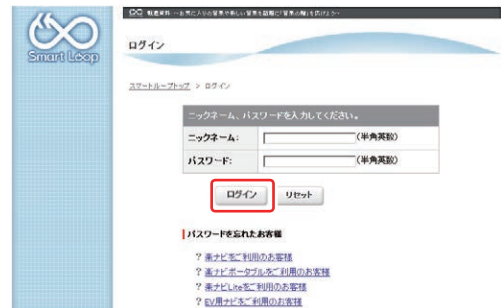 Smart Loop
ログイン
スマートループトップ > ログイン
ニックネーム、パスワードを入力してください。
ニックネーム: (半角英数)
パスワード: (半角英数)
ログイン リセット
パスワードを忘れたお客様
? 楽ナビをご利用のお客様
? 楽ナビポータブルをご利用のお客様
? 楽ナビLiteをご利用のお客様
? EV用ナビをご利用のお客様